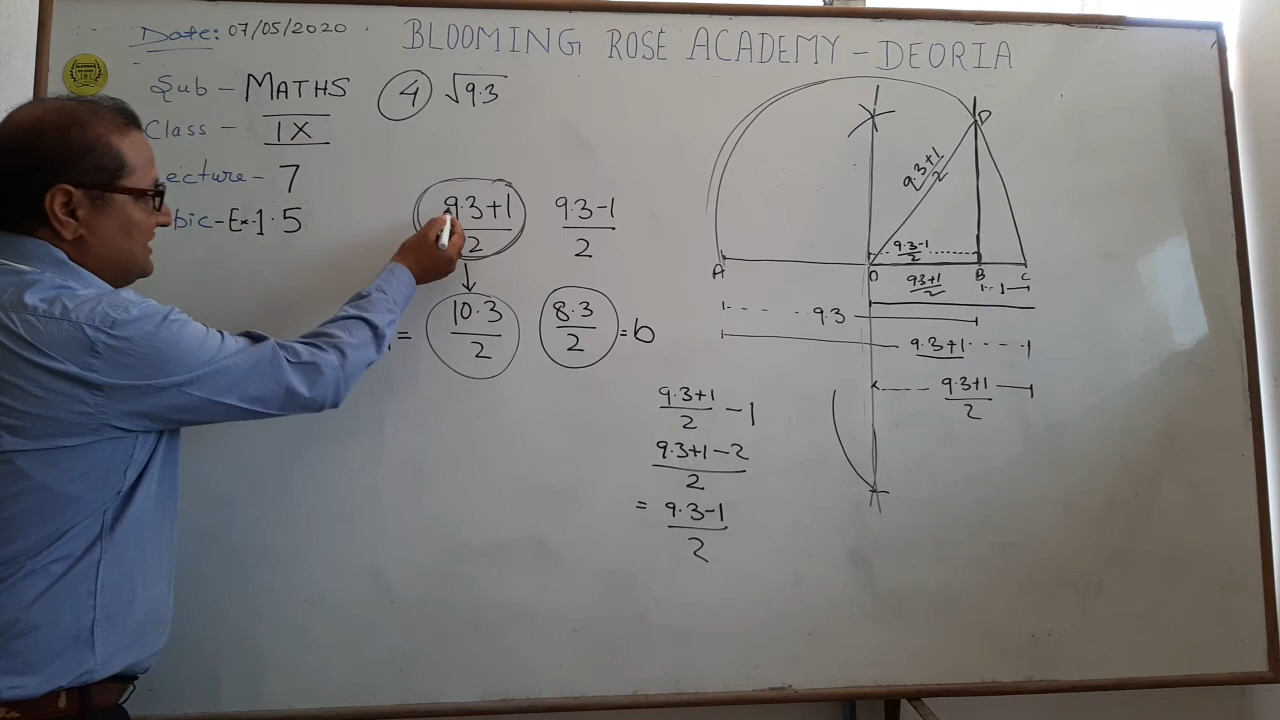 Date: 07/05/2020
BLOOMING ROSE ACADEMY - DEORIA
Sub - MATHS
4 √9.3
Class - IX
ecture - 7
bic - Ex-1.5
9.3+1
2
9.3-1
2
=
10.3
2
8.3
2
= b
9.3+1
2
- 1
9.3+1-2
2
=
9.3-1
2
D
9.3+1
2
9.3-1
2
A
B
C
9.3+1
2
1
9.3
9.3+1
9.3+1
2